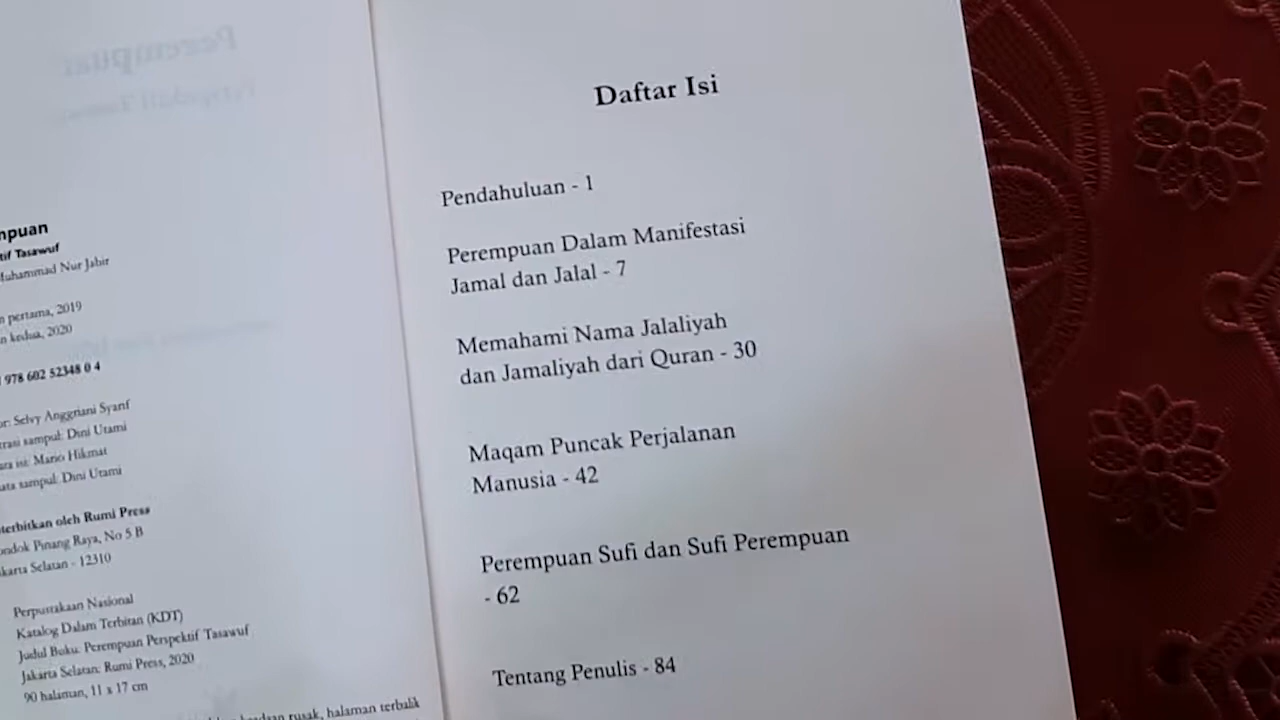 mpuan
tif Tasawuf
Muhammad Nur Jabir
n pertama, 2019
n kedua, 2020
978 602 52348 0 4
or: Selvy Anggriani Syarif
trasi sampul: Dini Utami
ata isi: Mario Hikmat
ata sampul: Dini Utami
iterbitkan oleh Rumi Press
ondok Pinang Raya, No 5 B
akarta Selatan - 12310
Perpustakaan Nasional
Katalog Dalam Terbitan (KDT)
Judul Buku: Perempuan Perspektif Tasawuf
Jakarta Selatan: Rumi Press, 2020
90 halaman, 11 x 17 cm
rusak, halaman terbalik
Daftar Isi
Pendahuluan - 1
Perempuan Dalam Manifestasi
Jamal dan Jalal - 7
Memahami Nama Jalaliyah
dan Jamaliyah dari Quran - 30
Maqam Puncak Perjalanan
Manusia - 42
Perempuan Sufi dan Sufi Perempuan
- 62
Tentang Penulis - 84